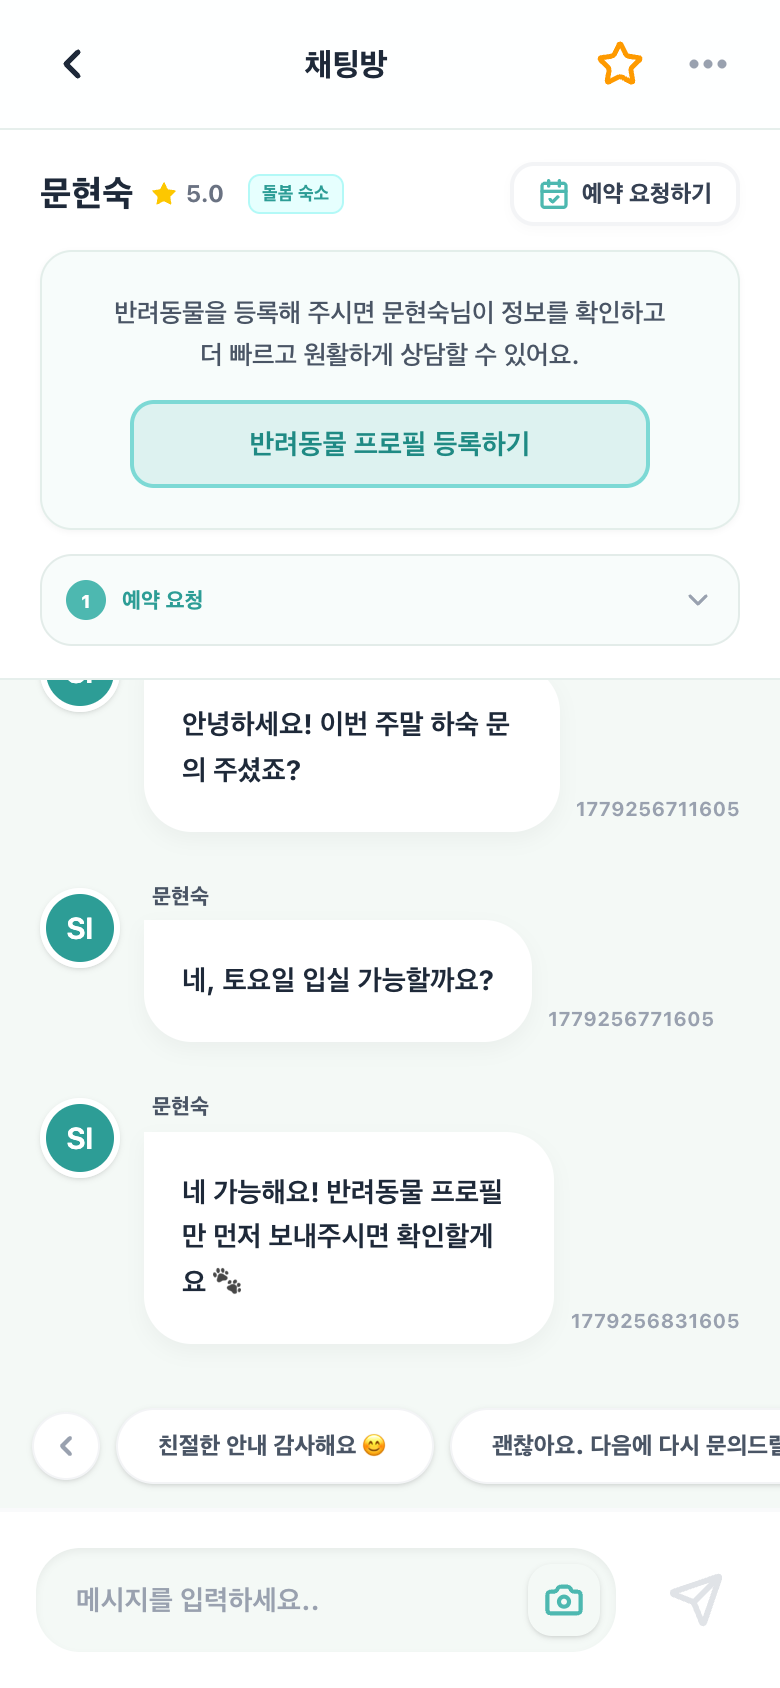 채팅방
문현숙 5.0 돌봄 숙소 예약 요청하기
반려동물을 등록해 주시면 문현숙님이 정보를 확인하고
더 빠르고 원활하게 상담할 수 있어요.
반려동물 프로필 등록하기
1 예약 요청
안녕하세요! 이번 주말 하숙 문
의 주셨죠?
1779256711605
문현숙
SI
네, 토요일 입실 가능할까요?
1779256771605
문현숙
SI
네 가능해요! 반려동물 프로필
만 먼저 보내주시면 확인할게
요 🐾
1779256831605
친절한 안내 감사해요 😊 괜찮아요. 다음에 다시 문의드릴
메시지를 입력하세요..